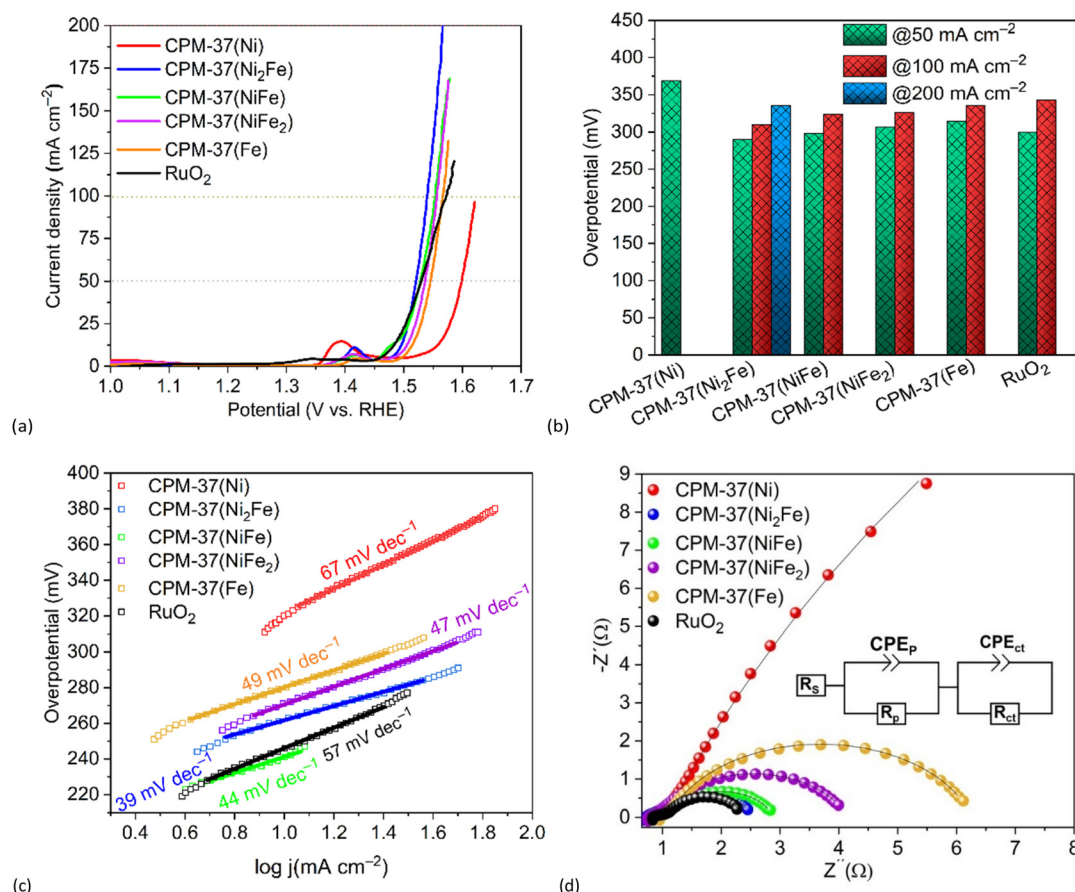 200
175
150
125
100
75
50
25
0
Current density (mA cm⁻²)
CPM-37(Ni)
CPM-37(Ni₂Fe)
CPM-37(NiFe)
CPM-37(NiFe₂)
CPM-37(Fe)
RuO₂
1.0 1.1 1.2 1.3 1.4 1.5 1.6 1.7
Potential (V vs. RHE)
(a)
450
400
350
300
250
200
150
100
50
0
Overpotential (mV)
@50 mA cm⁻²
@100 mA cm⁻²
@200 mA cm⁻²
CPM-37(Ni)
CPM-37(Ni₂Fe)
CPM-37(NiFe)
CPM-37(NiFe₂)
CPM-37(Fe)
RuO₂
(b)
400
380
360
340
320
300
280
260
240
220
Overpotential (mV)
CPM-37(Ni)
CPM-37(Ni₂Fe)
CPM-37(NiFe)
CPM-37(NiFe₂)
CPM-37(Fe)
RuO₂
67 mV dec⁻¹
47 mV dec⁻¹
49 mV dec⁻¹
57 mV dec⁻¹
39 mV dec⁻¹
44 mV dec⁻¹
0.4 0.6 0.8 1.0 1.2 1.4 1.6 1.8 2.0
log j(mA cm⁻²)
(c)
9
8
7
6
5
4
3
2
1
0
-Z′(Ω)
CPM-37(Ni)
CPM-37(Ni₂Fe)
CPM-37(NiFe)
CPM-37(NiFe₂)
CPM-37(Fe)
RuO₂
CPE_P CPE_ct
R_S
R_p R_ct
1 2 3 4 5 6 7 8
Z″(Ω)
(d)